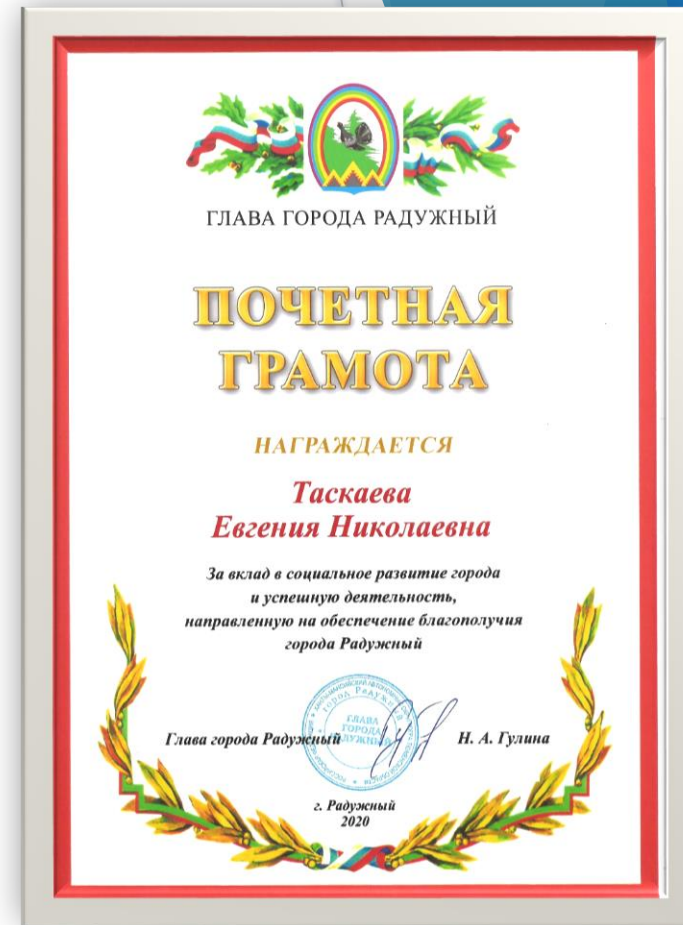 ГЛАВА ГОРОДА РАДУЖНЫЙ
ПОЧЕТНАЯ
ГРАМОТА
НАГРАЖДАЕТСЯ
Таскаева
Евгения Николаевна
За вклад в социальное развитие города
и успешную деятельность,
направленную на обеспечение благополучия
города Радужный
Глава города Радужный
Н. А. Гулина
ГЛАВА
ГОРОДА
РАДУЖНЫЙ
г. Радужный
2020